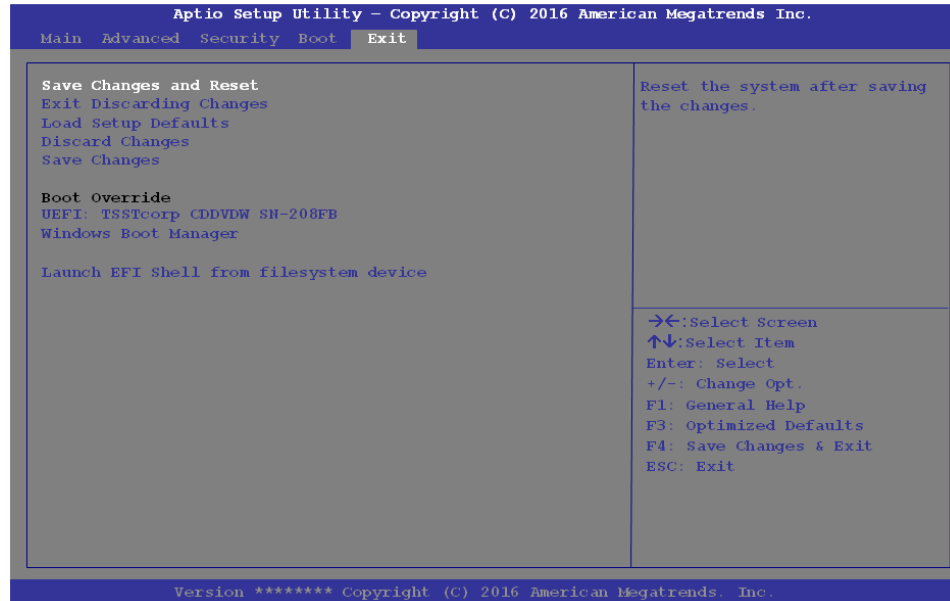 Aptio Setup Utility – Copyright (C) 2016 American Megatrends Inc.
Main Advanced Security Boot Exit
Save Changes and Reset
Exit Discarding Changes
Load Setup Defaults
Discard Changes
Save Changes
Boot Override
UEFI: TSSTcorp CDDVDW SN-208FB
Windows Boot Manager
Launch EFI Shell from filesystem device
Reset the system after saving
the changes.
→←:Select Screen
↑↓:Select Item
Enter: Select
+/-: Change Opt.
F1: General Help
F3: Optimized Defaults
F4: Save Changes & Exit
ESC: Exit
Version ******** Copyright (C) 2016 American Megatrends. Inc.